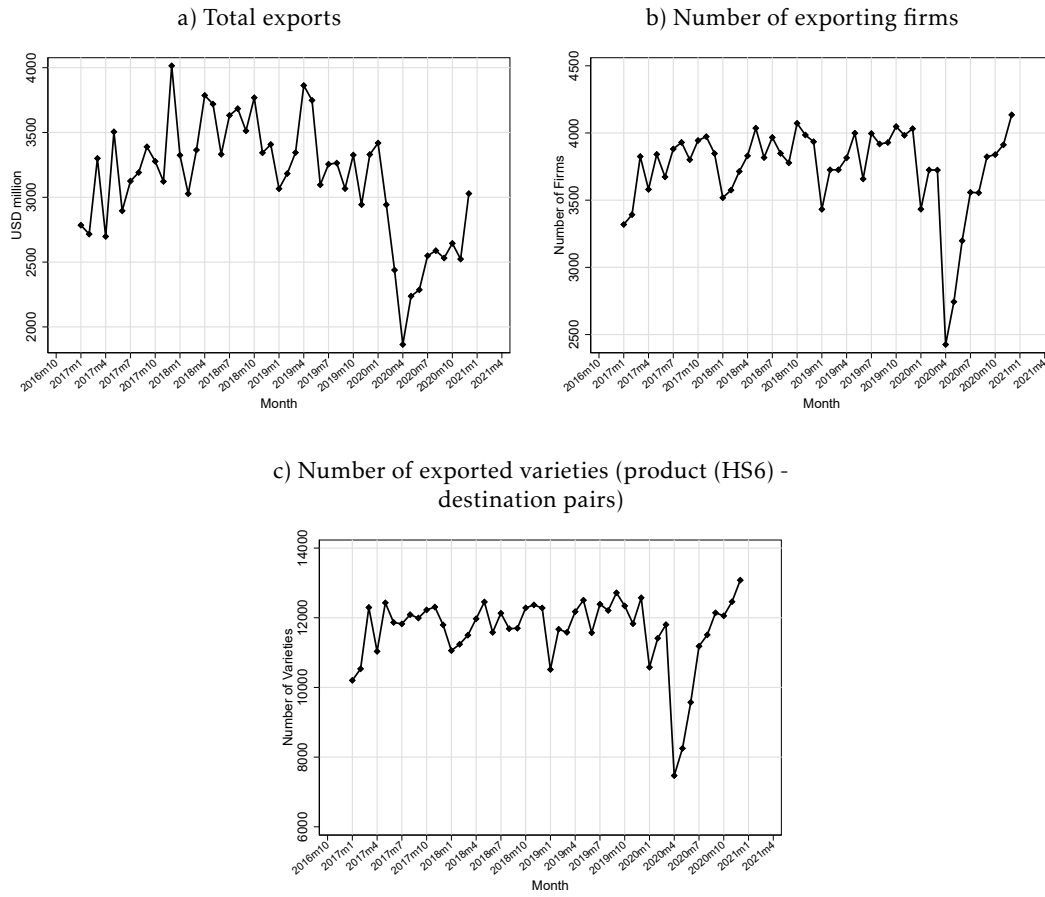 a) Total exports
USD million
4000
3500
3000
2500
2000
2016m10
2017m1
2017m4
2017m7
2017m10
2018m1
2018m4
2018m7
2018m10
2019m1
2019m4
2019m7
2019m10
2020m1
2020m4
2020m7
2020m10
2021m1
2021m4
Month
b) Number of exporting firms
Number of Firms
4500
4000
3500
3000
2500
2016m10
2017m1
2017m4
2017m7
2017m10
2018m1
2018m4
2018m7
2018m10
2019m1
2019m4
2019m7
2019m10
2020m1
2020m4
2020m7
2020m10
2021m1
2021m4
Month
c) Number of exported varieties (product (HS6) -
destination pairs)
Number of Varieties
14000
12000
10000
8000
6000
2016m10
2017m1
2017m4
2017m7
2017m10
2018m1
2018m4
2018m7
2018m10
2019m1
2019m4
2019m7
2019m10
2020m1
2020m4
2020m7
2020m10
2021m1
2021m4
Month